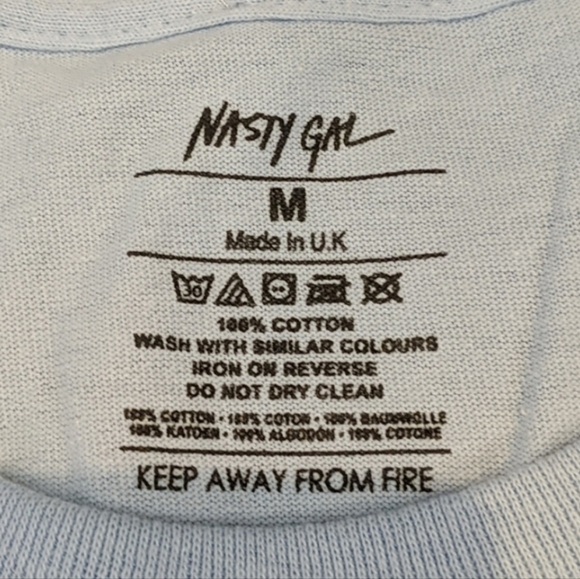 NASTY GAL
M
Made in U.K
30
100% COTTON
WASH WITH SIMILAR COLOURS
IRON ON REVERSE
DO NOT DRY CLEAN
100% COTTON • 100% COTON • 100% BAUMWOLLE
100% KATOEN • 100% ALGODON • 100% COTONE
KEEP AWAY FROM FIRE